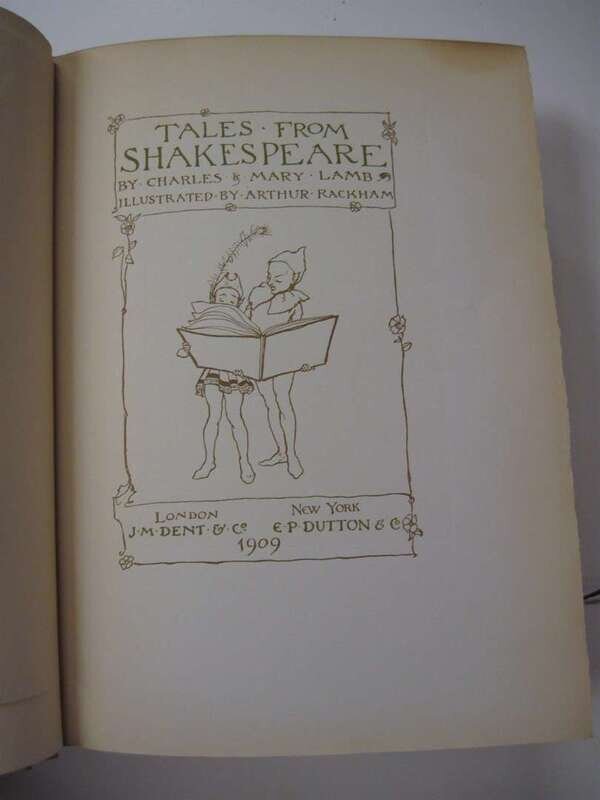 TALES · FROM
SHAKESPEARE
BY · CHARLES & MARY · LAMB
ILLUSTRATED · BY · ARTHUR · RACKHAM
LONDON
J · M · DENT · & · Co
NEW YORK
E · P · DUTTON & Co
1909